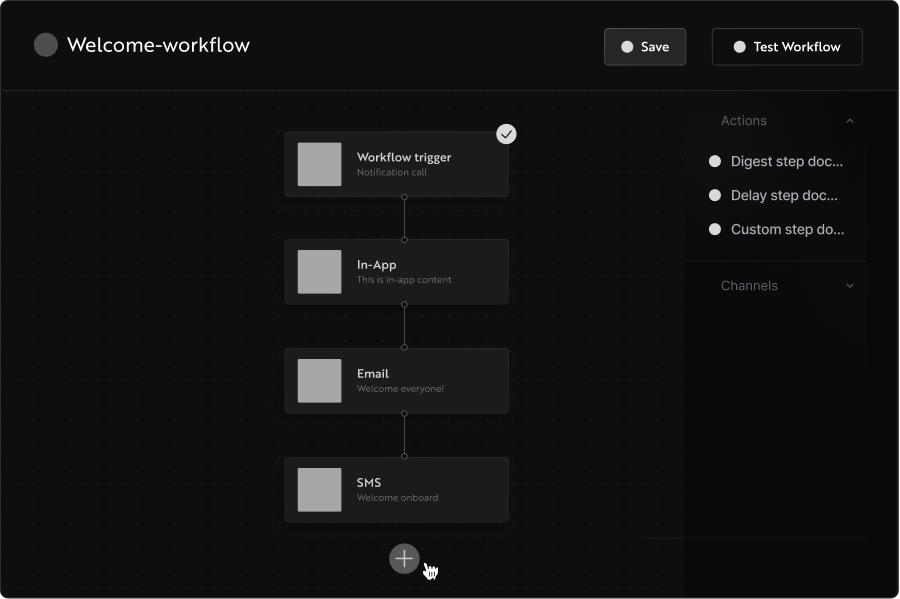 Welcome-workflow
Save
Test Workflow
Workflow trigger
Notification call
In-App
This is in-app content
Email
Welcome everyone!
SMS
Welcome onboard
Actions
Digest step doc...
Delay step doc...
Custom step do...
Channels